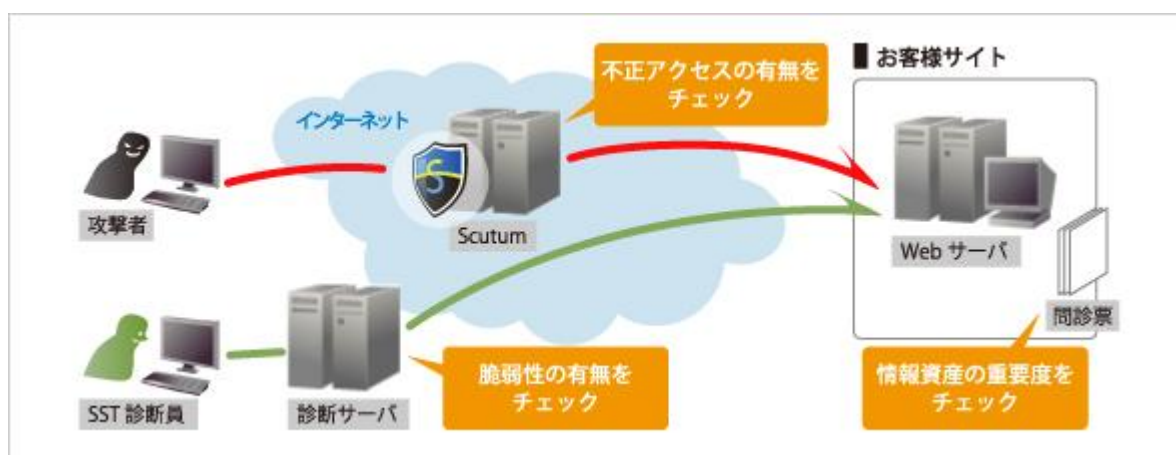 不正アクセスの有無を
チェック
■ お客様サイト
インターネット
攻撃者
Scutum
Web サーバ
問診票
脆弱性の有無を
チェック
情報資産の重要度を
チェック
SST 診断員
診断サーバ